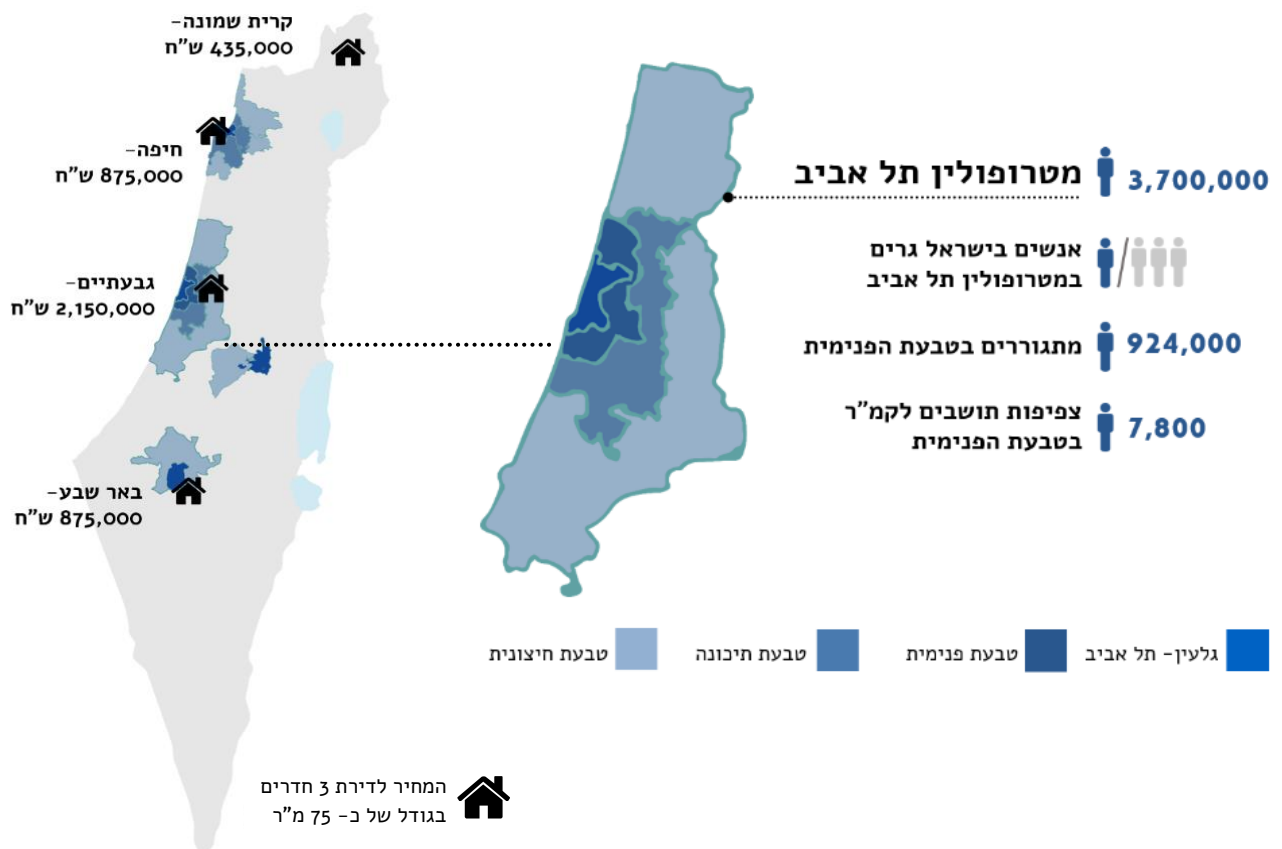 קרית שמונה-
435,000 ש"ח
חיפה-
875,000 ש"ח
גבעתיים-
2,150,000 ש"ח
באר שבע-
875,000 ש"ח
מטרופולין תל אביב
3,700,000
אנשים בישראל גרים
במטרופולין תל אביב
מתגוררים בטבעת הפנימית
924,000
צפיפות תושבים לקמ"ר
בטבעת הפנימית
7,800
גלעין- תל אביב
טבעת פנימית
טבעת תיכונה
טבעת חיצונית
המחיר לדירת 3 חדרים
בגודל של כ- 75 מ"ר